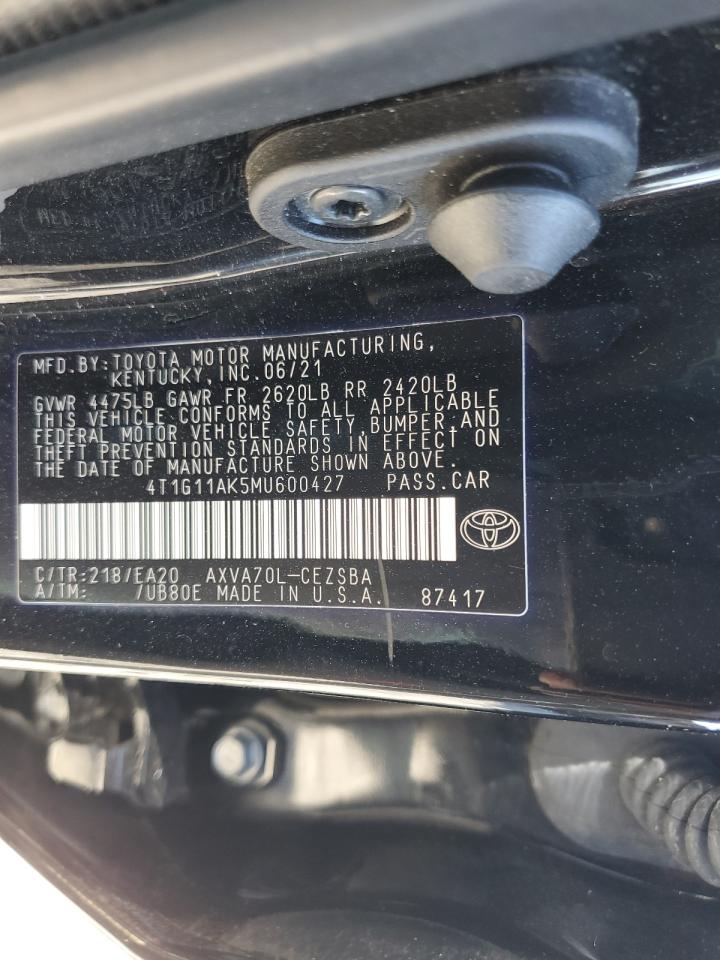 MFD.BY:TOYOTA MOTOR MANUFACTURING,
KENTUCKY,INC.06/21
GVWR 4475LB GAWR FR 2620LB RR 2420LB
THIS VEHICLE CONFORMS TO ALL APPLICABLE
FEDERAL MOTOR VEHICLE SAFETY,BUMPER,AND
THEFT PREVENTION STANDARDS IN EFFECT ON
THE DATE OF MANUFACTURE SHOWN ABOVE.
4T1G11AK5MU600427 PASS.CAR
C/TR:218/EA20 AXVA70L-CEZSBA
A/TM: /UB80E MADE IN U.S.A. 87417